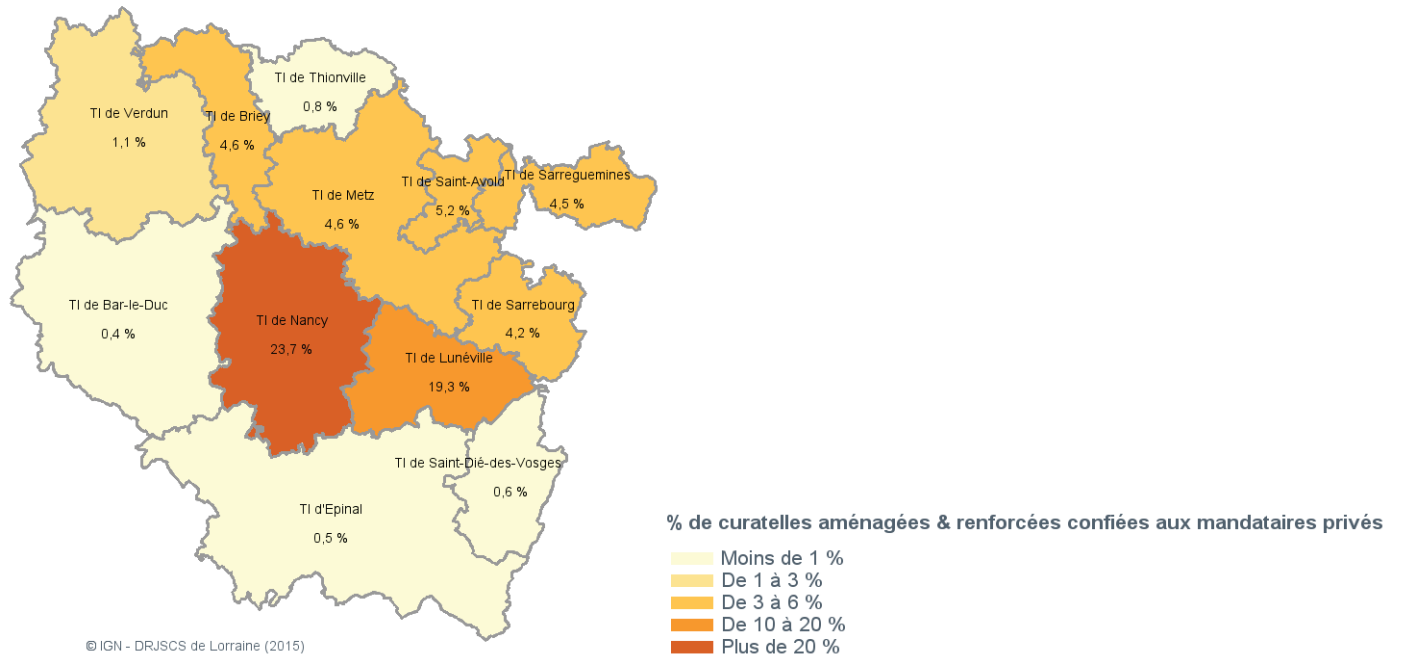 TI de Thionville
0,8 %
TI de Verdun
1,1 %
TI de Briey
4,6 %
TI de Metz
4,6 %
TI de Saint-Avold
5,2 %
TI de Sarreguemines
4,5 %
TI de Bar-le-Duc
0,4 %
TI de Nancy
23,7 %
TI de Sarrebourg
4,2 %
TI de Lunéville
19,3 %
TI de Saint-Dié-des-Vosges
0,6 %
TI d'Epinal
0,5 %
% de curatelles aménagées & renforcées confiées aux mandataires privés
Moins de 1 %
De 1 à 3 %
De 3 à 6 %
De 10 à 20 %
Plus de 20 %
© IGN - DRJSCS de Lorraine (2015)